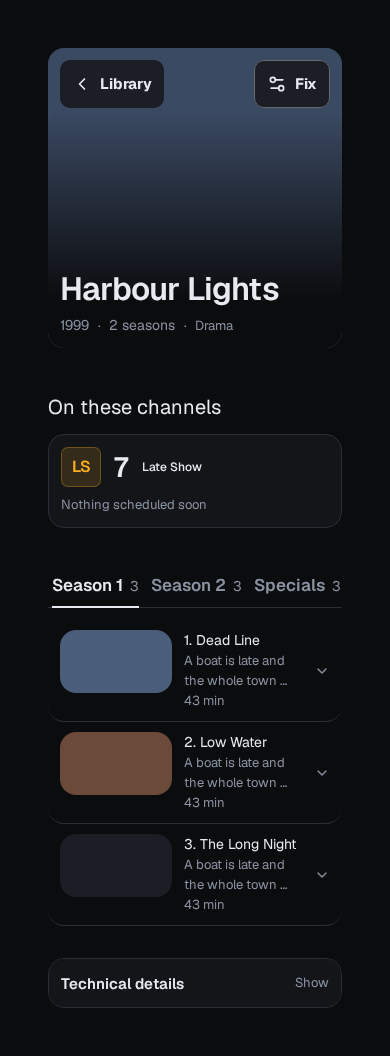 Library
Fix
Harbour Lights
1999 · 2 seasons · Drama
On these channels
LS 7 Late Show
Nothing scheduled soon
Season 1 3 Season 2 3 Specials 3
1. Dead Line
A boat is late and
the whole town ...
43 min
2. Low Water
A boat is late and
the whole town ...
43 min
3. The Long Night
A boat is late and
the whole town ...
43 min
Technical details Show